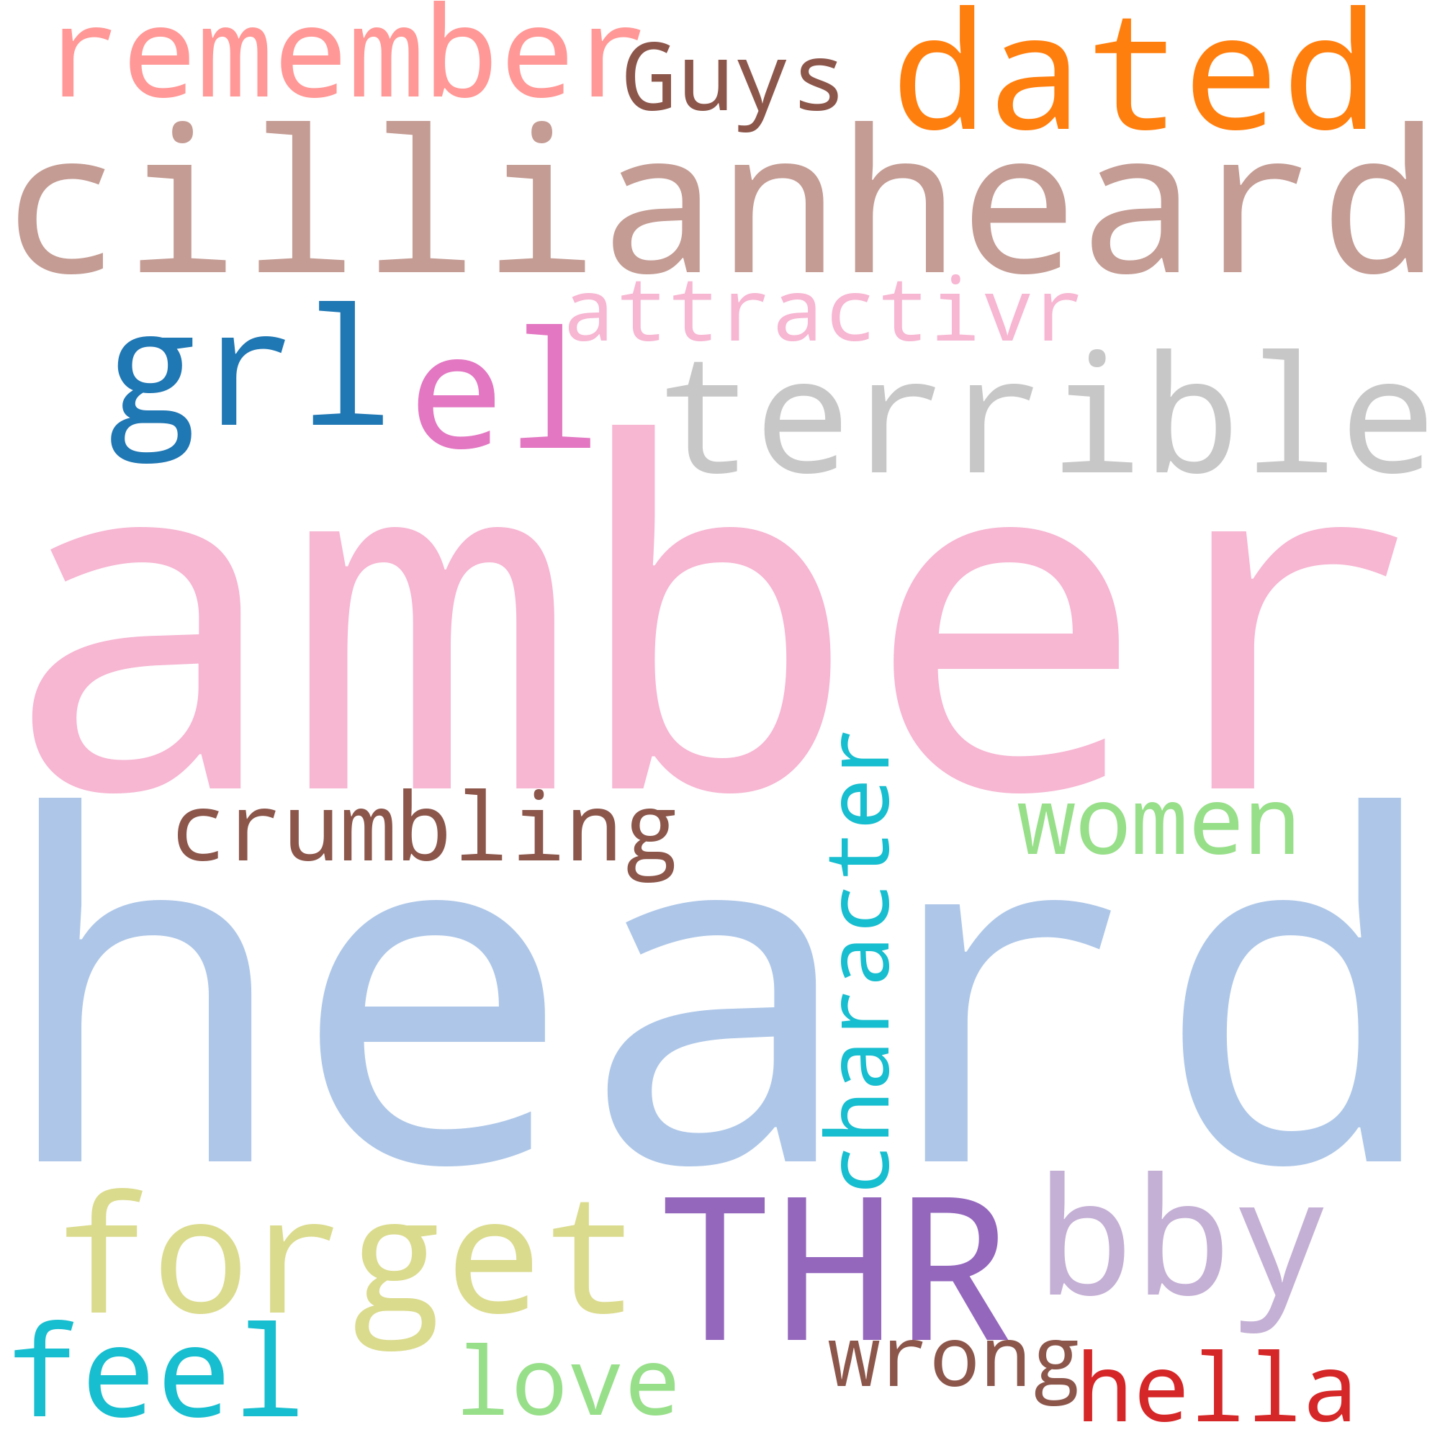 remember Guys dated
cillianheard
attractivr
grl el terrible
amber
crumbling women
character
heard
forget THR bby
feel love wrong hella